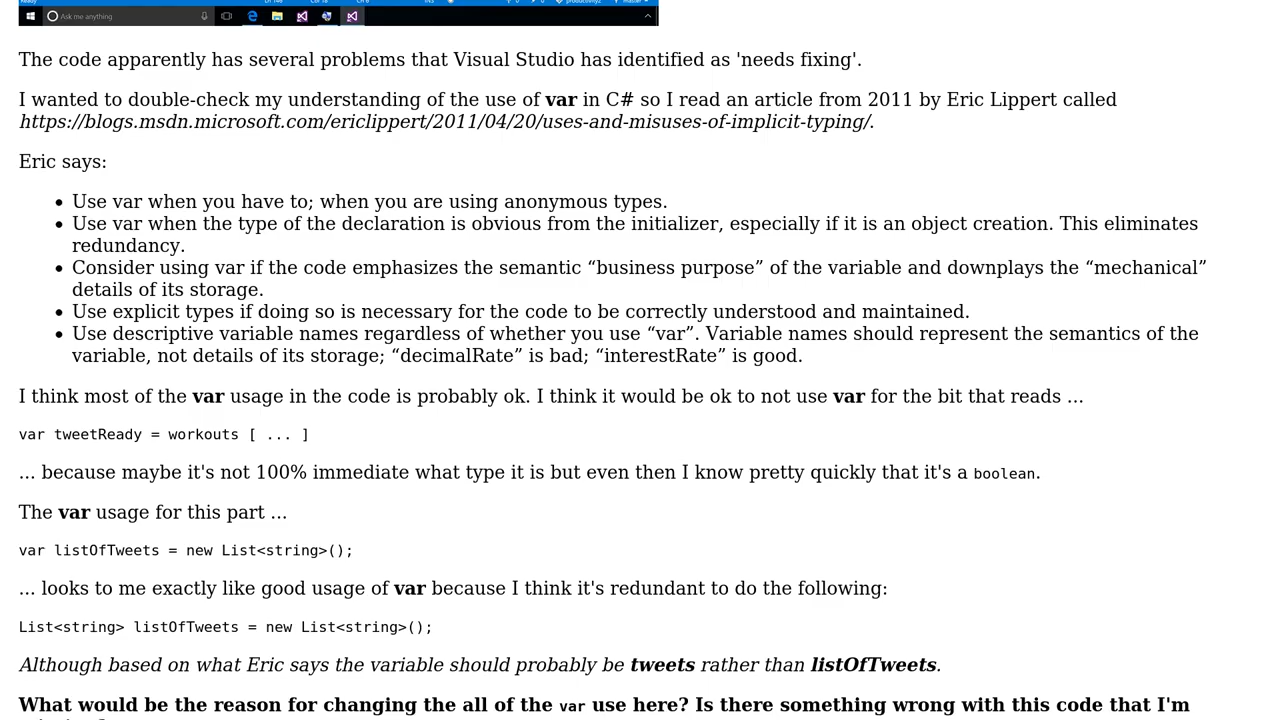 Ready
Ask me anything
The code apparently has several problems that Visual Studio has identified as 'needs fixing'.
I wanted to double-check my understanding of the use of var in C# so I read an article from 2011 by Eric Lippert called
https://blogs.msdn.microsoft.com/ericlippert/2011/04/20/uses-and-misuses-of-implicit-typing/.
Eric says:
• Use var when you have to; when you are using anonymous types.
• Use var when the type of the declaration is obvious from the initializer, especially if it is an object creation. This eliminates
redundancy.
• Consider using var if the code emphasizes the semantic “business purpose” of the variable and downplays the “mechanical”
details of its storage.
• Use explicit types if doing so is necessary for the code to be correctly understood and maintained.
• Use descriptive variable names regardless of whether you use “var”. Variable names should represent the semantics of the
variable, not details of its storage; “decimalRate” is bad; “interestRate” is good.
I think most of the var usage in the code is probably ok. I think it would be ok to not use var for the bit that reads ...
var tweetReady = workouts [ ... ]
... because maybe it's not 100% immediate what type it is but even then I know pretty quickly that it's a boolean.
The var usage for this part ...
var listOfTweets = new List<string>();
... looks to me exactly like good usage of var because I think it's redundant to do the following:
List<string> listOfTweets = new List<string>();
Although based on what Eric says the variable should probably be tweets rather than listOfTweets.
What would be the reason for changing the all of the var use here? Is there something wrong with this code that I'm